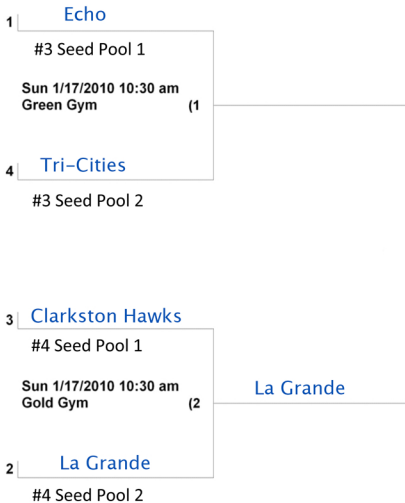 1 Echo
#3 Seed Pool 1
Sun 1/17/2010 10:30 am
Green Gym (1
4 Tri-Cities
#3 Seed Pool 2
3 Clarkston Hawks
#4 Seed Pool 1
Sun 1/17/2010 10:30 am
Gold Gym (2
La Grande
2 La Grande
#4 Seed Pool 2